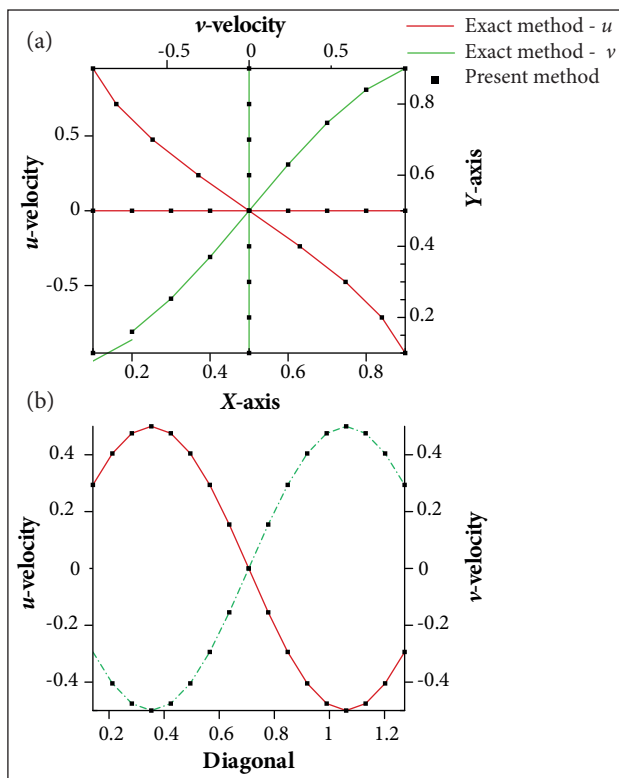 (a)
v-velocity
Exact method - u
Exact method - v
Present method
-0.5 0 0.5
0.5
0
-0.5
u-velocity
0.8
0.6
0.4
0.2
Y-axis
0.2 0.4 0.6 0.8
X-axis
(b)
0.4
0.2
0
-0.2
-0.4
u-velocity
0.4
0.2
0
-0.2
-0.4
v-velocity
0.2 0.4 0.6 0.8 1 1.2
Diagonal